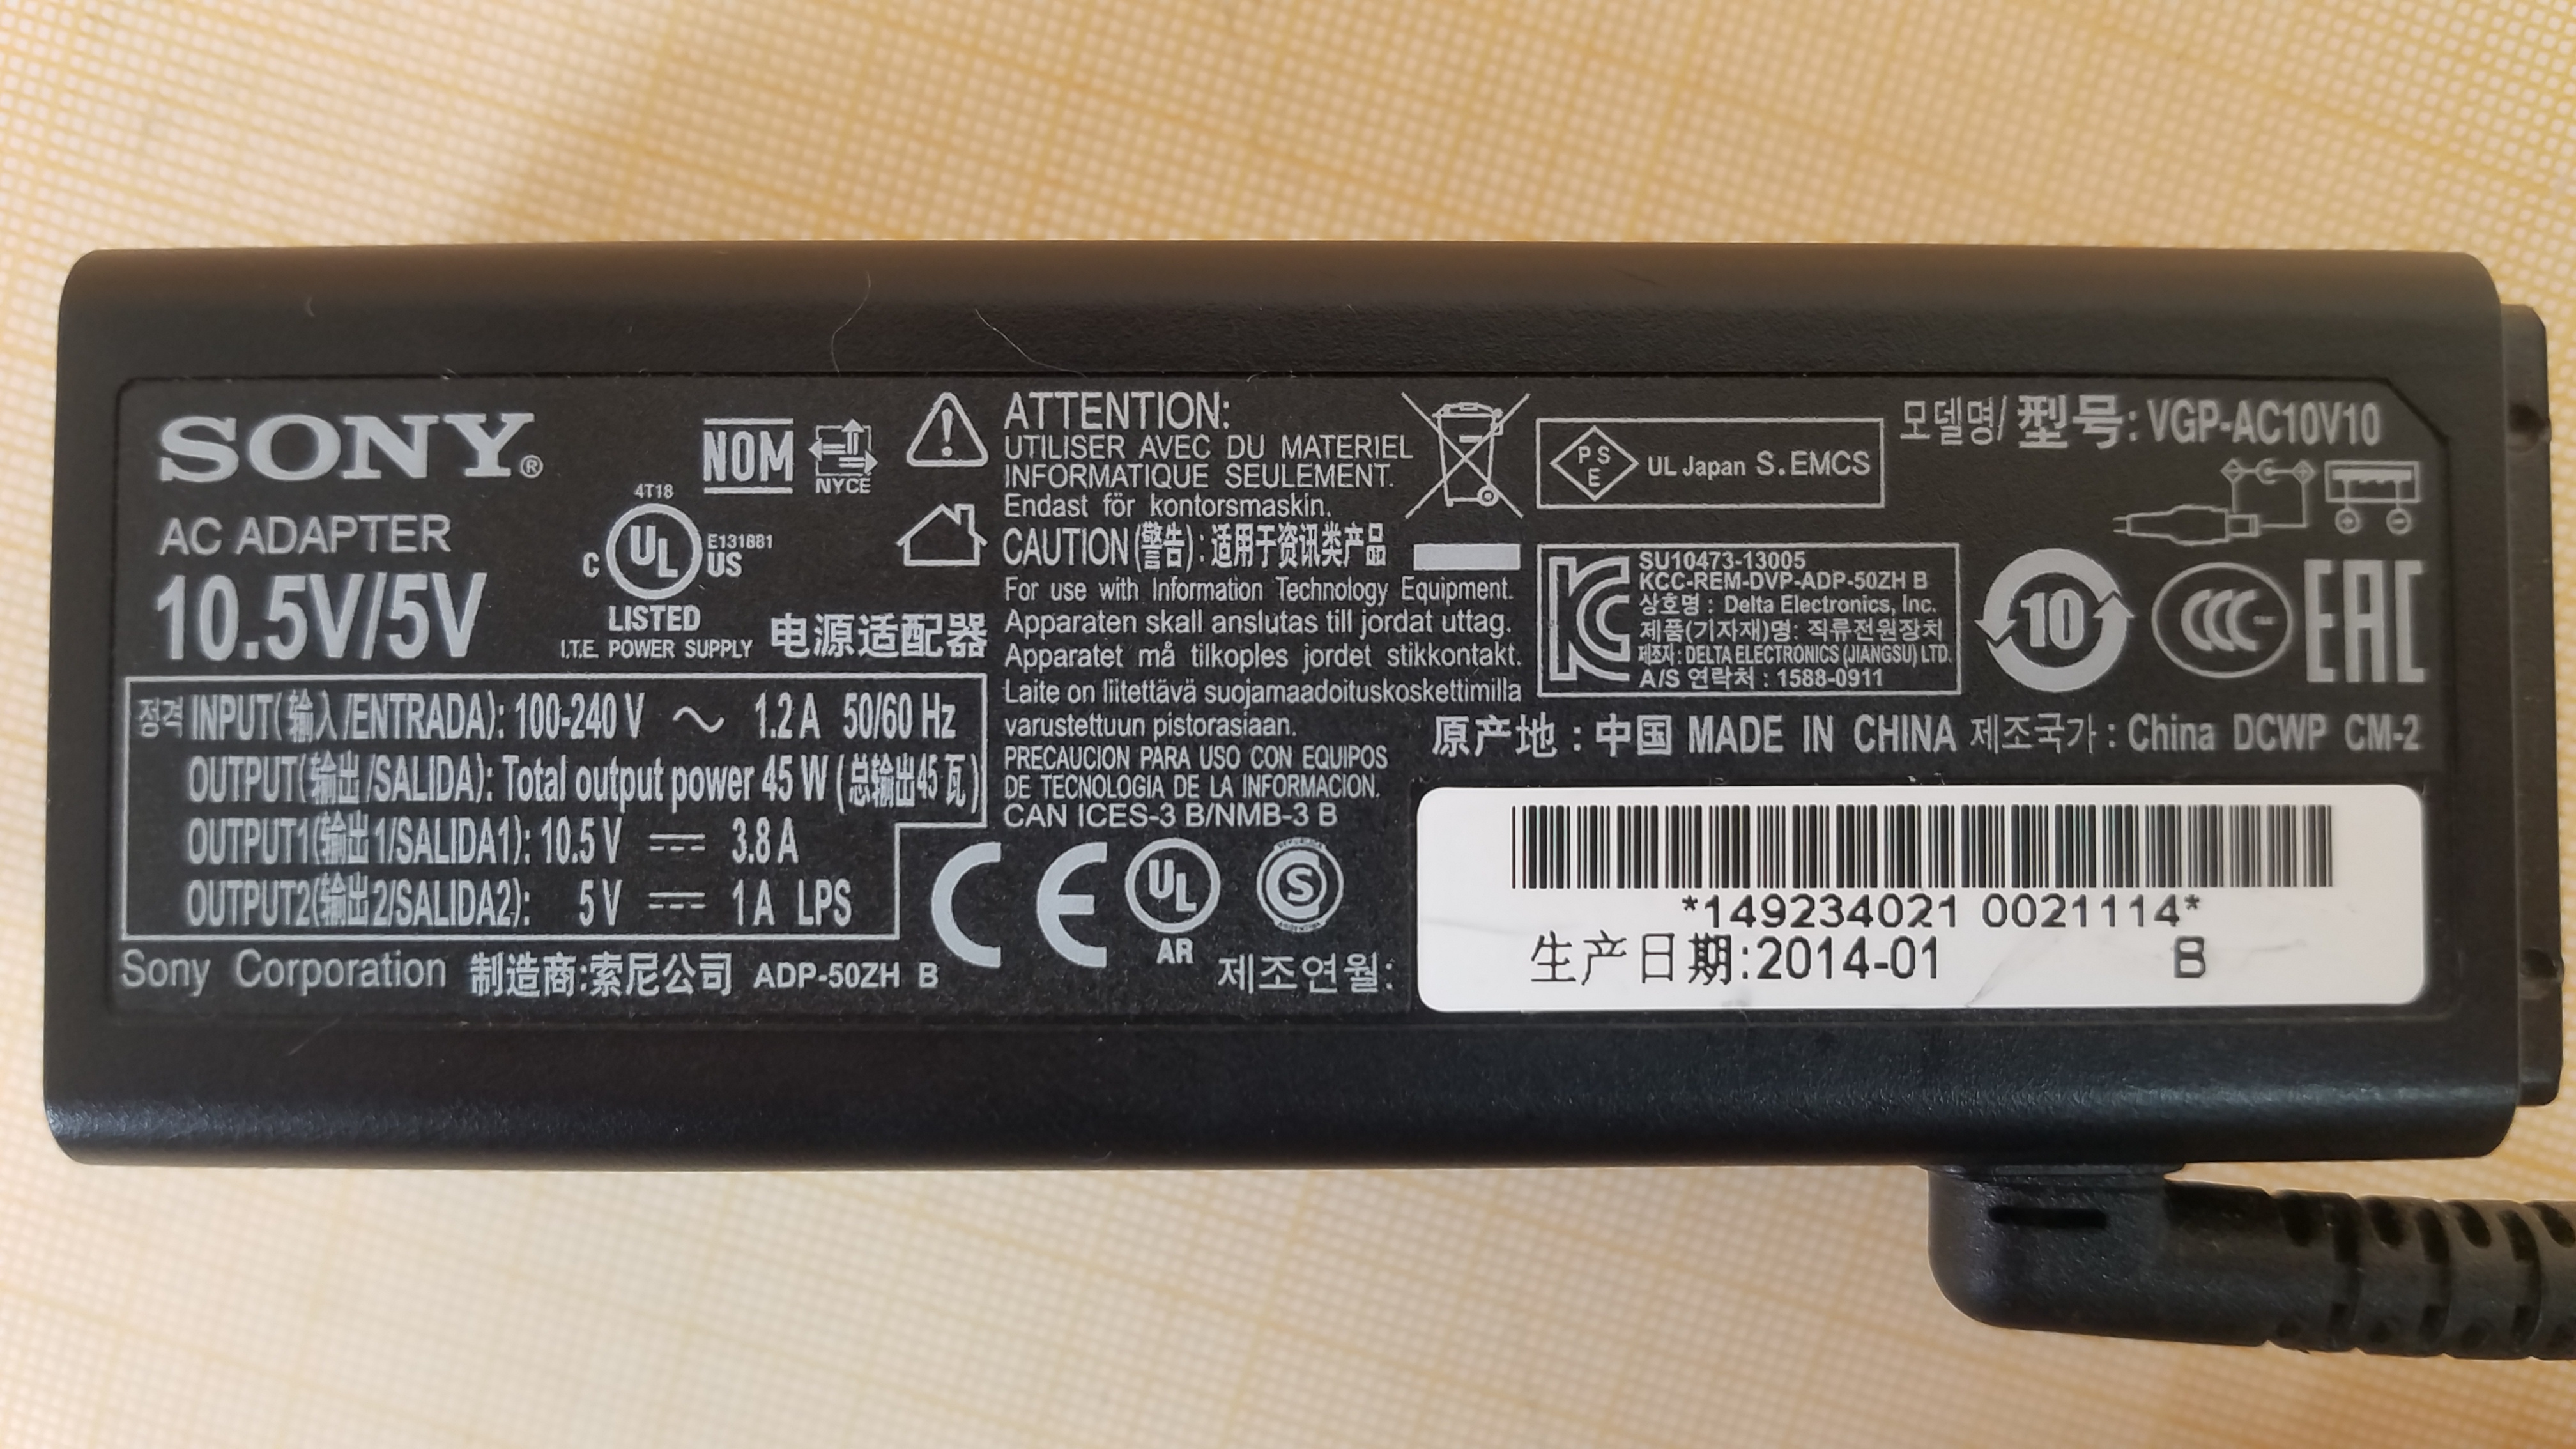 SONY®
AC ADAPTER
10.5V/5V
NOM
NYCE
4T18
C UL US
E131881
LISTED
I.T.E. POWER SUPPLY
电源适配器
정격 INPUT(输入/ENTRADA): 100-240 V ~ 1.2 A 50/60 Hz
OUTPUT(输出/SALIDA): Total output power 45 W (总输出45 瓦)
OUTPUT1(输出1/SALIDA1): 10.5 V ⎓ 3.8 A
OUTPUT2(输出2/SALIDA2): 5 V ⎓ 1 A LPS
Sony Corporation 制造商:索尼公司 ADP-50ZH B
ATTENTION:
UTILISER AVEC DU MATERIEL
INFORMATIQUE SEULEMENT.
Endast för kontorsmaskin.
CAUTION(警告): 适用于资讯类产品
For use with Information Technology Equipment.
Apparaten skall anslutas till jordat uttag.
Apparatet må tilkoples jordet stikkontakt.
Laite on liitettävä suojamaadoituskoskettimilla
varustettuun pistorasiaan.
PRECAUCION PARA USO CON EQUIPOS
DE TECNOLOGIA DE LA INFORMACION.
CAN ICES-3 B/NMB-3 B
CE
UL
AR
S
제조연월:
PSE
UL Japan S.EMCS
모델명/ 型号: VGP-AC10V10
KC
SU10473-13005
KCC-REM-DVP-ADP-50ZH B
상호명 : Delta Electronics, Inc.
제품(기자재)명: 직류전원장치
제조자: DELTA ELECTRONICS (JIANGSU) LTD.
A/S 연락처 : 1588-0911
10
CCC
EAC
原产地 : 中国 MADE IN CHINA 제조국가 : China DCWP CM-2
*149234021 0021114*
生产日期:2014-01 B